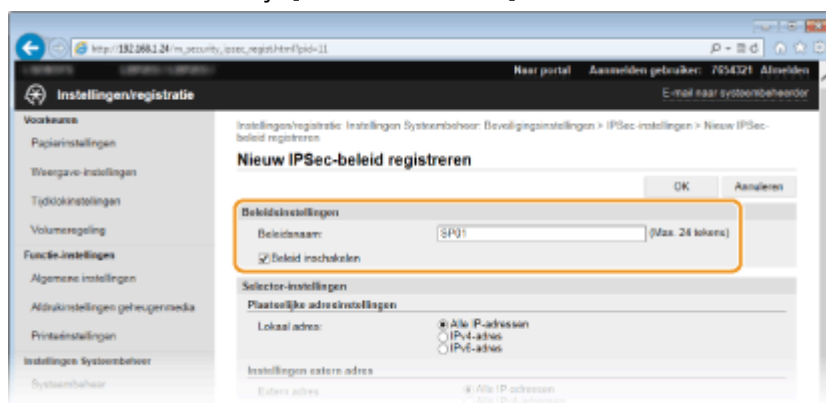 http://192.168.1.24/m_security_ipsec_regist.html?pid=11
Naar portal Aanmelden gebruiker: 7654321 Afmelden
Instellingen/registratie
E-mail naar systeembeheerder
Voorkeuren
Papierinstellingen
Weergave-instellingen
Tijdklokinstellingen
Volumeregeling
Functie-instellingen
Algemene instellingen
Afdrukinstellingen geheugenmedia
Printerinstellingen
Instellingen Systeembeheer
Systeembeheer
Instellingen/registratie: Instellingen Systeembeheer: Beveiligingsinstellingen > IPSec-instellingen > Nieuw IPSec-
beleid registreren
Nieuw IPSec-beleid registreren
OK Annuleren
Beleidsinstellingen
Beleidsnaam: SP01 (Max. 24 tekens)
Beleid inschakelen
Selector-instellingen
Plaatselijke adresinstellingen
Lokaal adres: Alle IP-adressen
IPv4-adres
IPv6-adres
Instellingen extern adres
Extern adres Alle IP-adressen